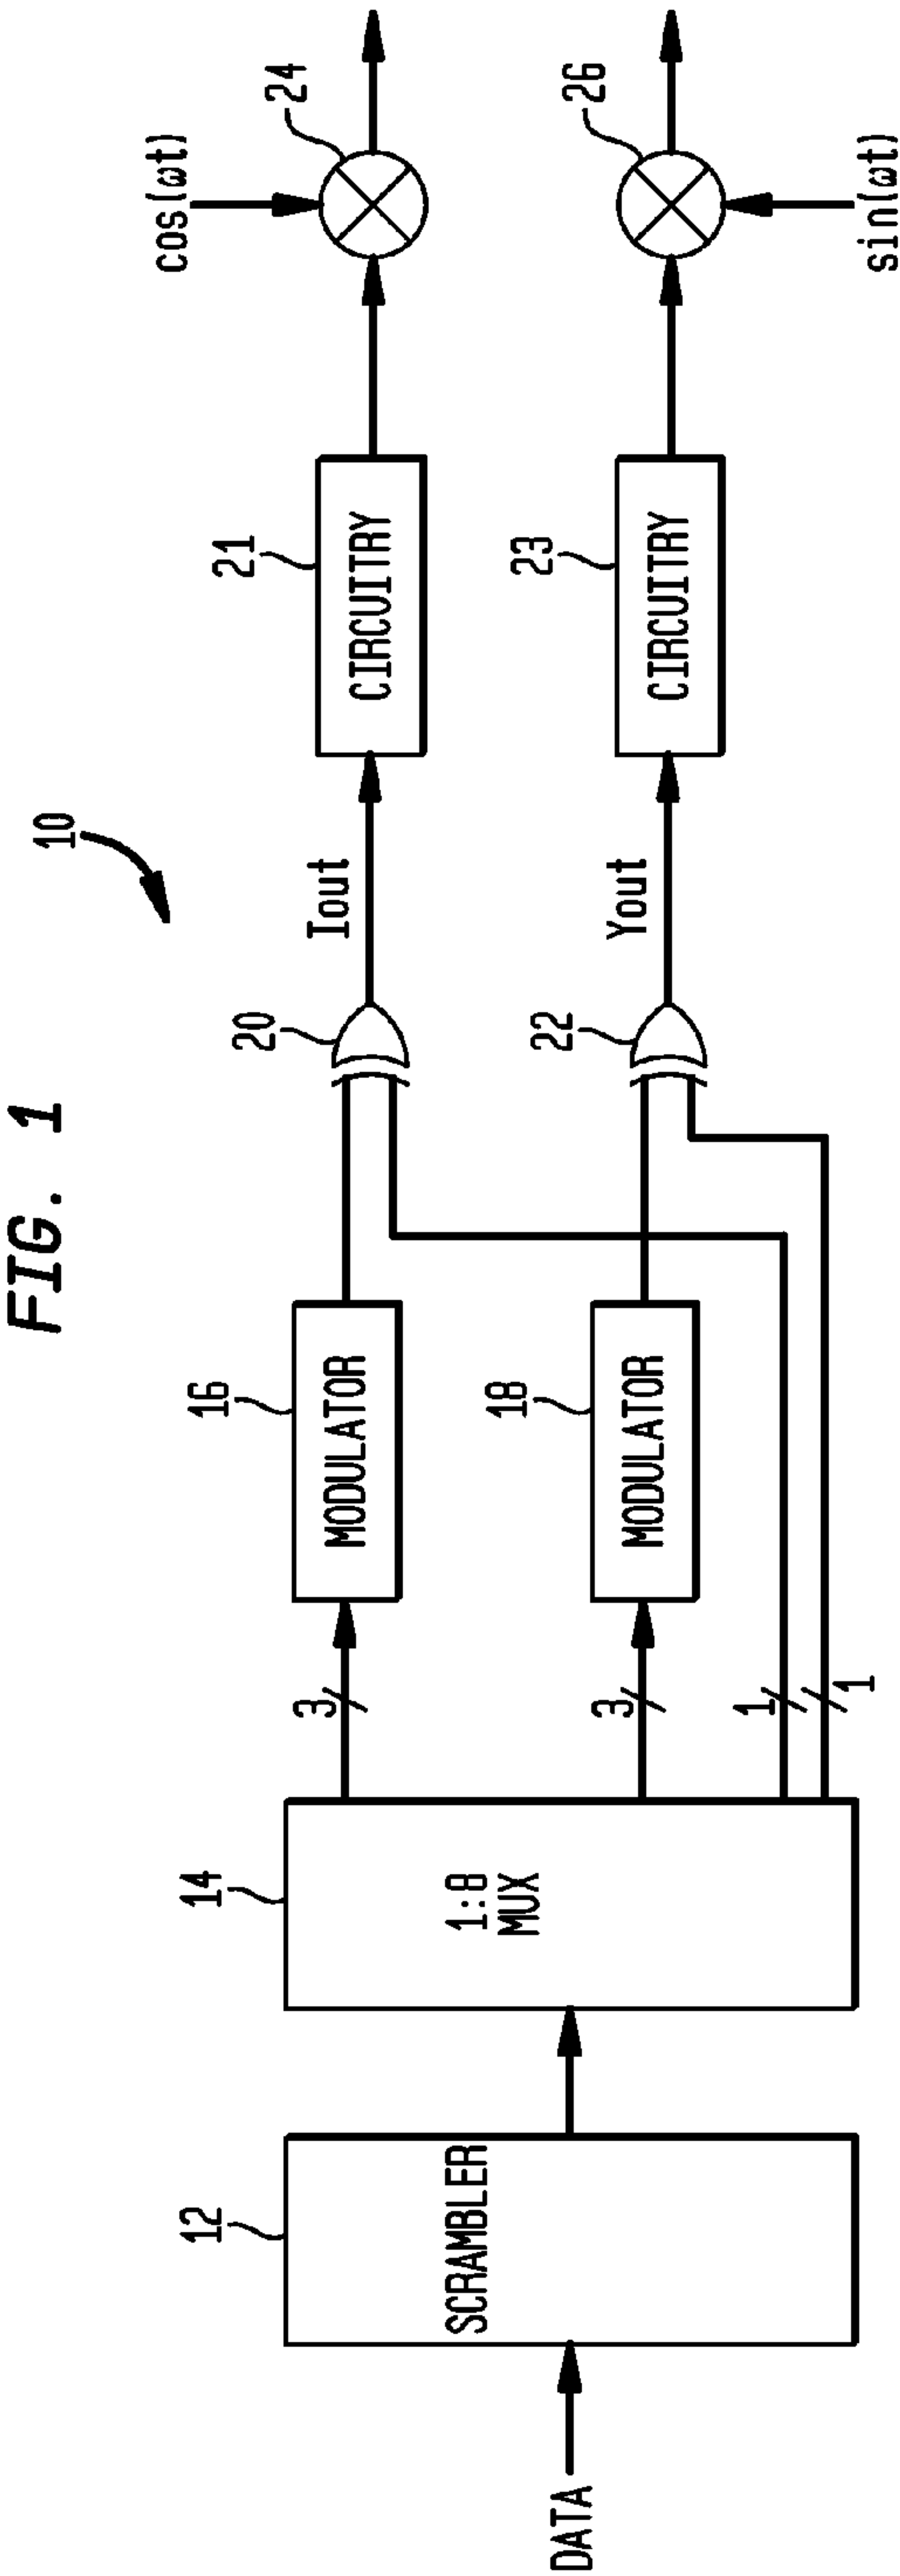 FIG. 1
10
DATA
12
SCRAMBLER
14
1:8
MUX
3
3
1
1
16
MODULATOR
18
MODULATOR
20
22
Iout
Yout
21
CIRCUITRY
23
CIRCUITRY
cos(ωt)
24
26
sin(ωt)